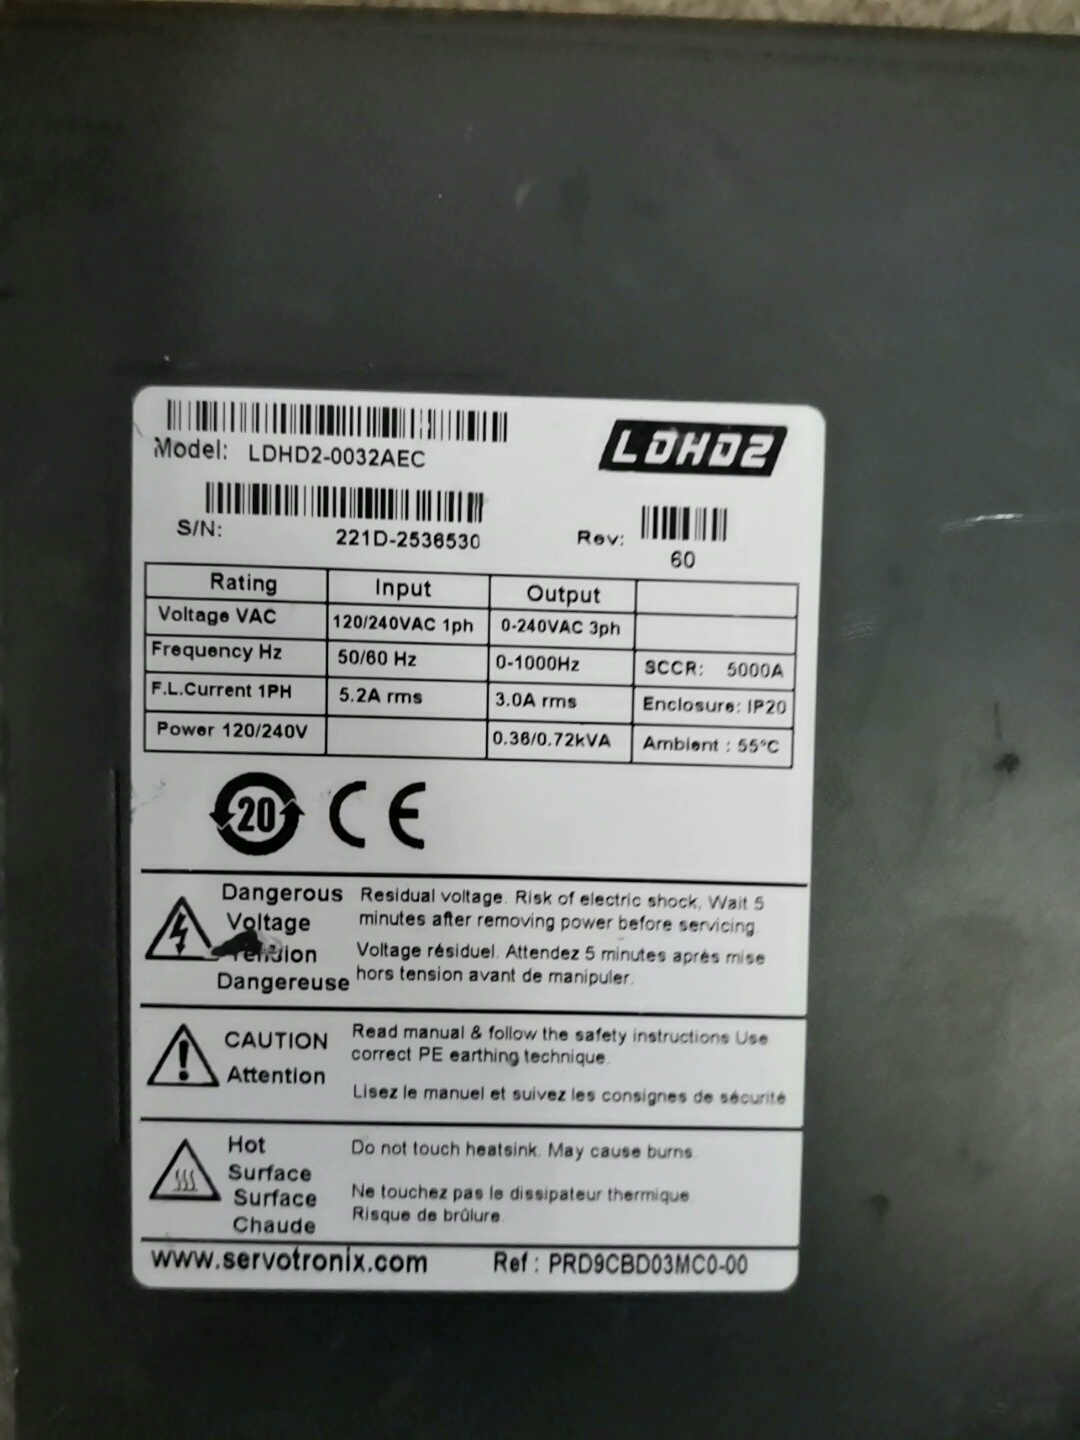 LDHD2
Model: LDHD2-0032AEC
S/N: 221D-2536530
Rev: 60
Rating Input Output
Voltage VAC 120/240VAC 1ph 0-240VAC 3ph
Frequency Hz 50/60 Hz 0-1000Hz SCCR: 5000A
F.L.Current 1PH 5.2A rms 3.0A rms Enclosure: IP20
Power 120/240V 0.36/0.72kVA Ambient : 55°C
20
CE
Dangerous
Voltage
Tension
Dangereuse
Residual voltage. Risk of electric shock, Wait 5
minutes after removing power before servicing.
Voltage résiduel. Attendez 5 minutes après mise
hors tension avant de manipuler.
CAUTION
Attention
Read manual & follow the safety instructions Use
correct PE earthing technique.
Lisez le manuel et suivez les consignes de sécurité
Hot
Surface
Surface
Chaude
Do not touch heatsink. May cause burns.
Ne touchez pas le dissipateur thermique.
Risque de brûlure.
www.servotronix.com Ref : PRD9CBD03MC0-00